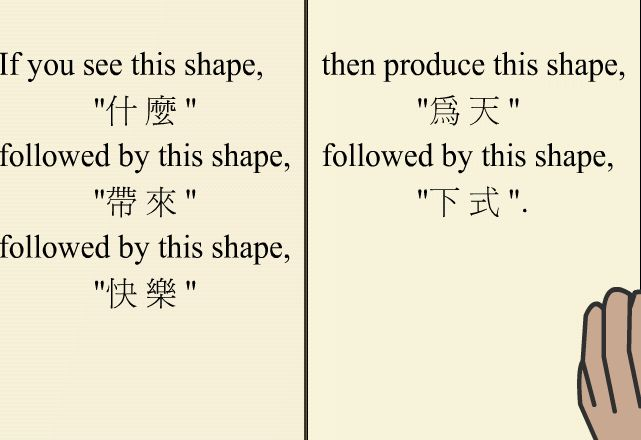 If you see this shape,
"什麼"
followed by this shape,
"帶來"
followed by this shape,
"快樂"
then produce this shape,
"爲天"
followed by this shape,
"下式".